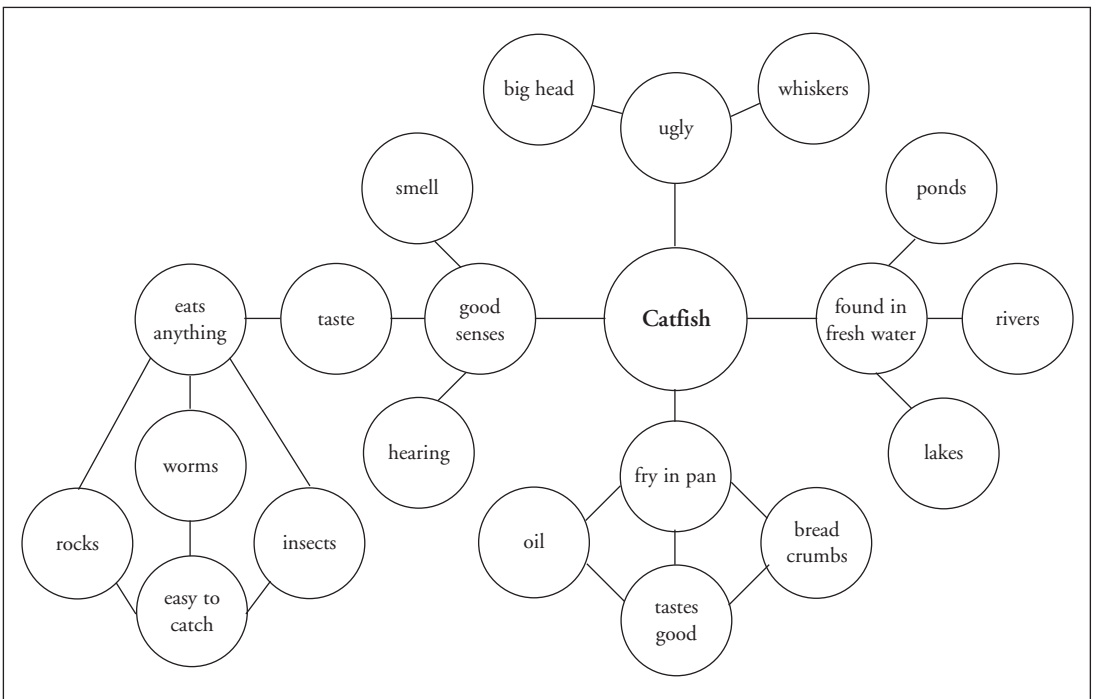 big head
whiskers
ugly
smell
ponds
eats
anything
taste
good
senses
Catfish
found in
fresh water
rivers
worms
hearing
fry in pan
lakes
rocks
insects
oil
bread
crumbs
easy to
catch
tastes
good